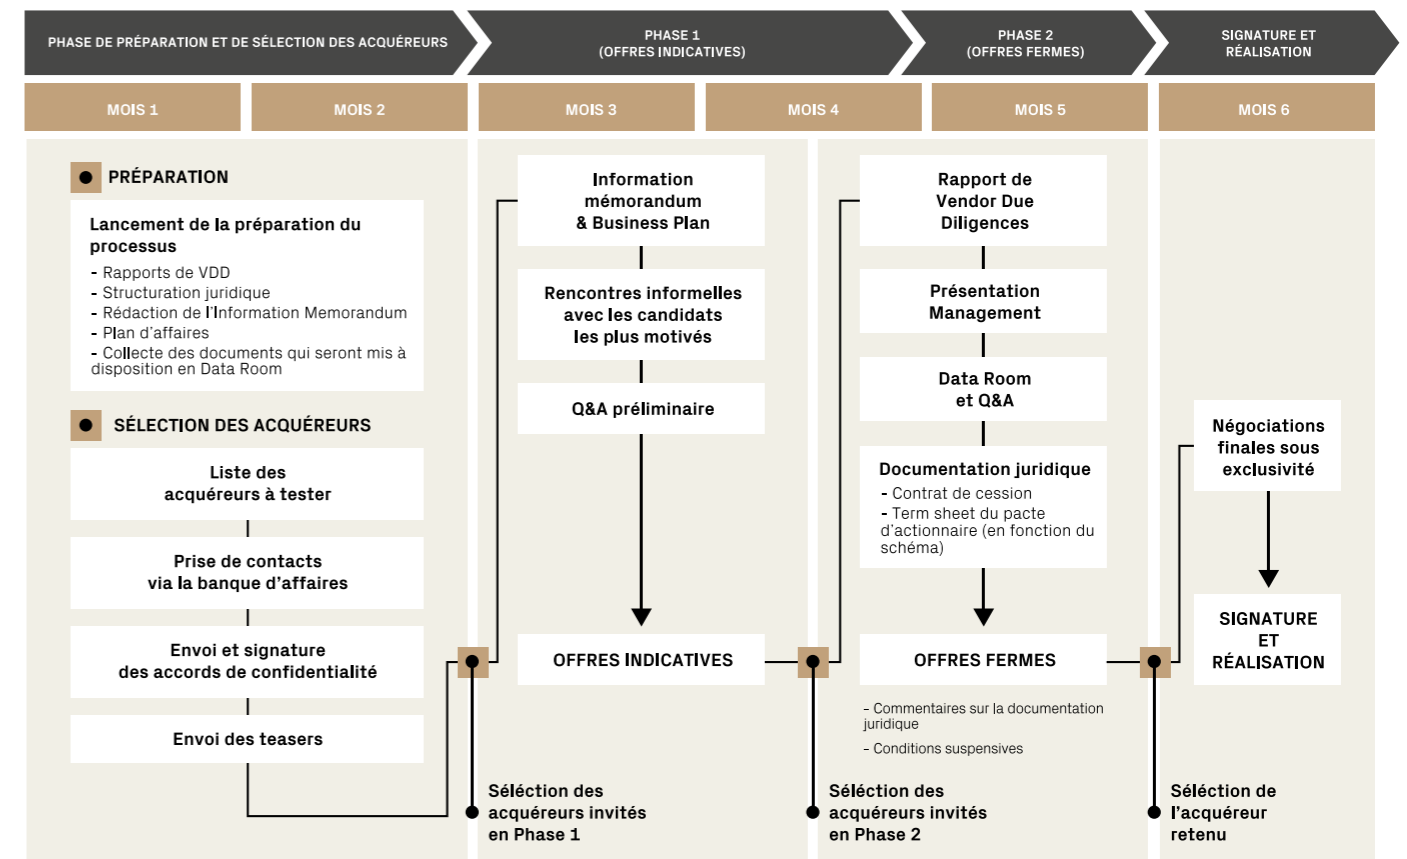 PHASE DE PRÉPARATION ET DE SÉLECTION DES ACQUÉREURS
PHASE 1
(OFFRES INDICATIVES)
PHASE 2
(OFFRES FERMES)
SIGNATURE ET
RÉALISATION
MOIS 1
MOIS 2
MOIS 3
MOIS 4
MOIS 5
MOIS 6
PRÉPARATION
Lancement de la préparation du
processus
- Rapports de VDD
- Structuration juridique
- Rédaction de l'Information Memorandum
- Plan d'affaires
- Collecte des documents qui seront mis à
disposition en Data Room
SÉLECTION DES ACQUÉREURS
Liste des
acquéreurs à tester
Prise de contacts
via la banque d'affaires
Envoi et signature
des accords de confidentialité
Envoi des teasers
Information
mémorandum
& Business Plan
Rencontres informelles
avec les candidats
les plus motivés
Q&A préliminaire
OFFRES INDICATIVES
Séléction des
acquéreurs invités
en Phase 1
Rapport de
Vendor Due
Diligences
Présentation
Management
Data Room
et Q&A
Documentation juridique
- Contrat de cession
- Term sheet du pacte
d'actionnaire (en fonction du
schéma)
OFFRES FERMES
- Commentaires sur la documentation
juridique
- Conditions suspensives
Séléction des
acquéreurs invités
en Phase 2
Négociations
finales sous
exclusivité
SIGNATURE
ET
RÉALISATION
Séléction de
l'acquéreur
retenu